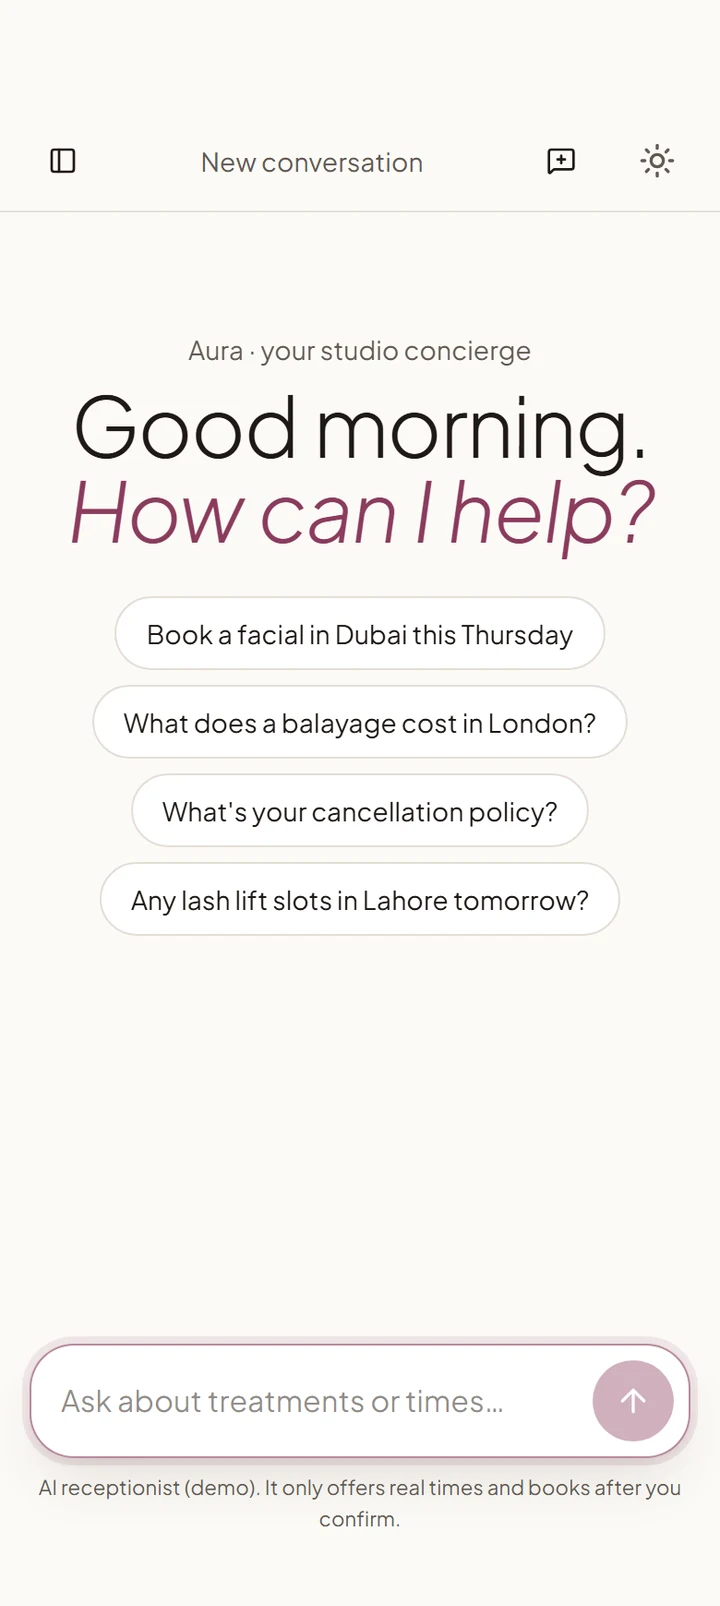 New conversation
Aura · your studio concierge
Good morning.
How can I help?
Book a facial in Dubai this Thursday
What does a balayage cost in London?
What's your cancellation policy?
Any lash lift slots in Lahore tomorrow?
Ask about treatments or times…
AI receptionist (demo). It only offers real times and books after you
confirm.